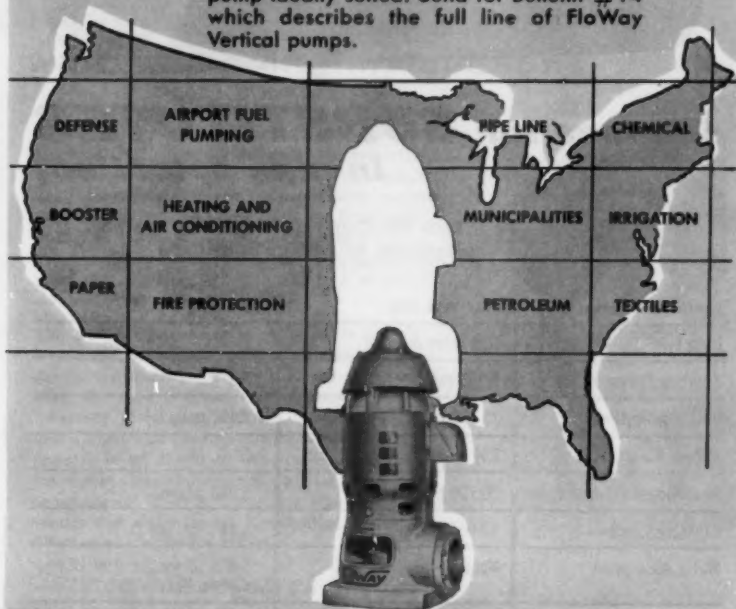 which describes the full line of FloWay
Vertical pumps.
DEFENSE
AIRPORT FUEL
PUMPING
PIPE LINE
CHEMICAL
BOOSTER
HEATING AND
AIR CONDITIONING
MUNICIPALITIES
IRRIGATION
PAPER
FIRE PROTECTION
PETROLEUM
TEXTILES
WAY